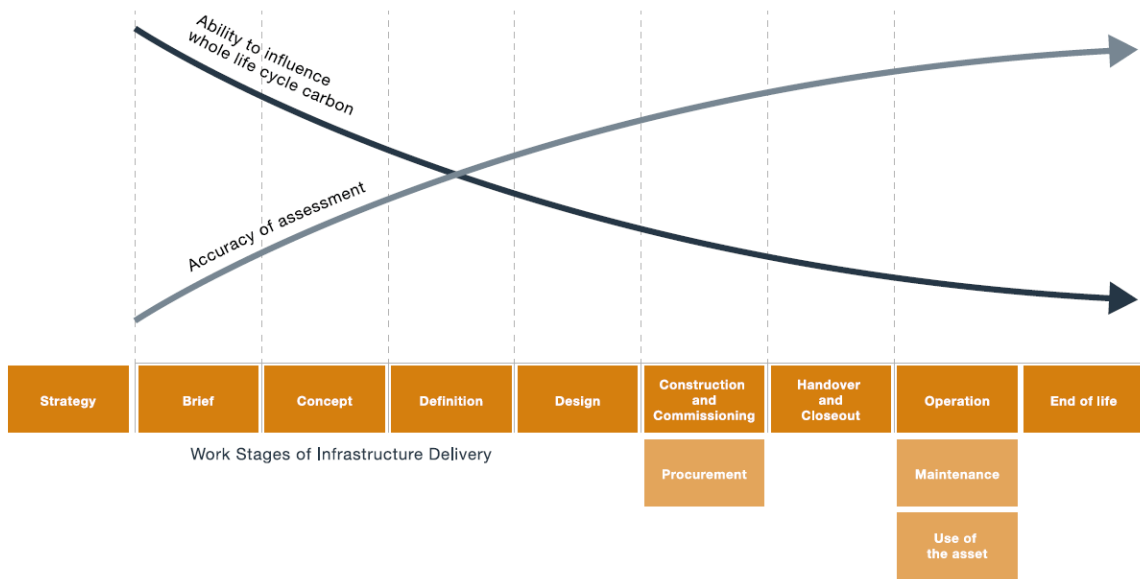 Ability to influence
whole life cycle carbon
Accuracy of assessment
Strategy
Brief
Concept
Definition
Design
Construction
and
Commissioning
Handover
and
Closeout
Operation
End of life
Work Stages of Infrastructure Delivery
Procurement
Maintenance
Use of
the asset